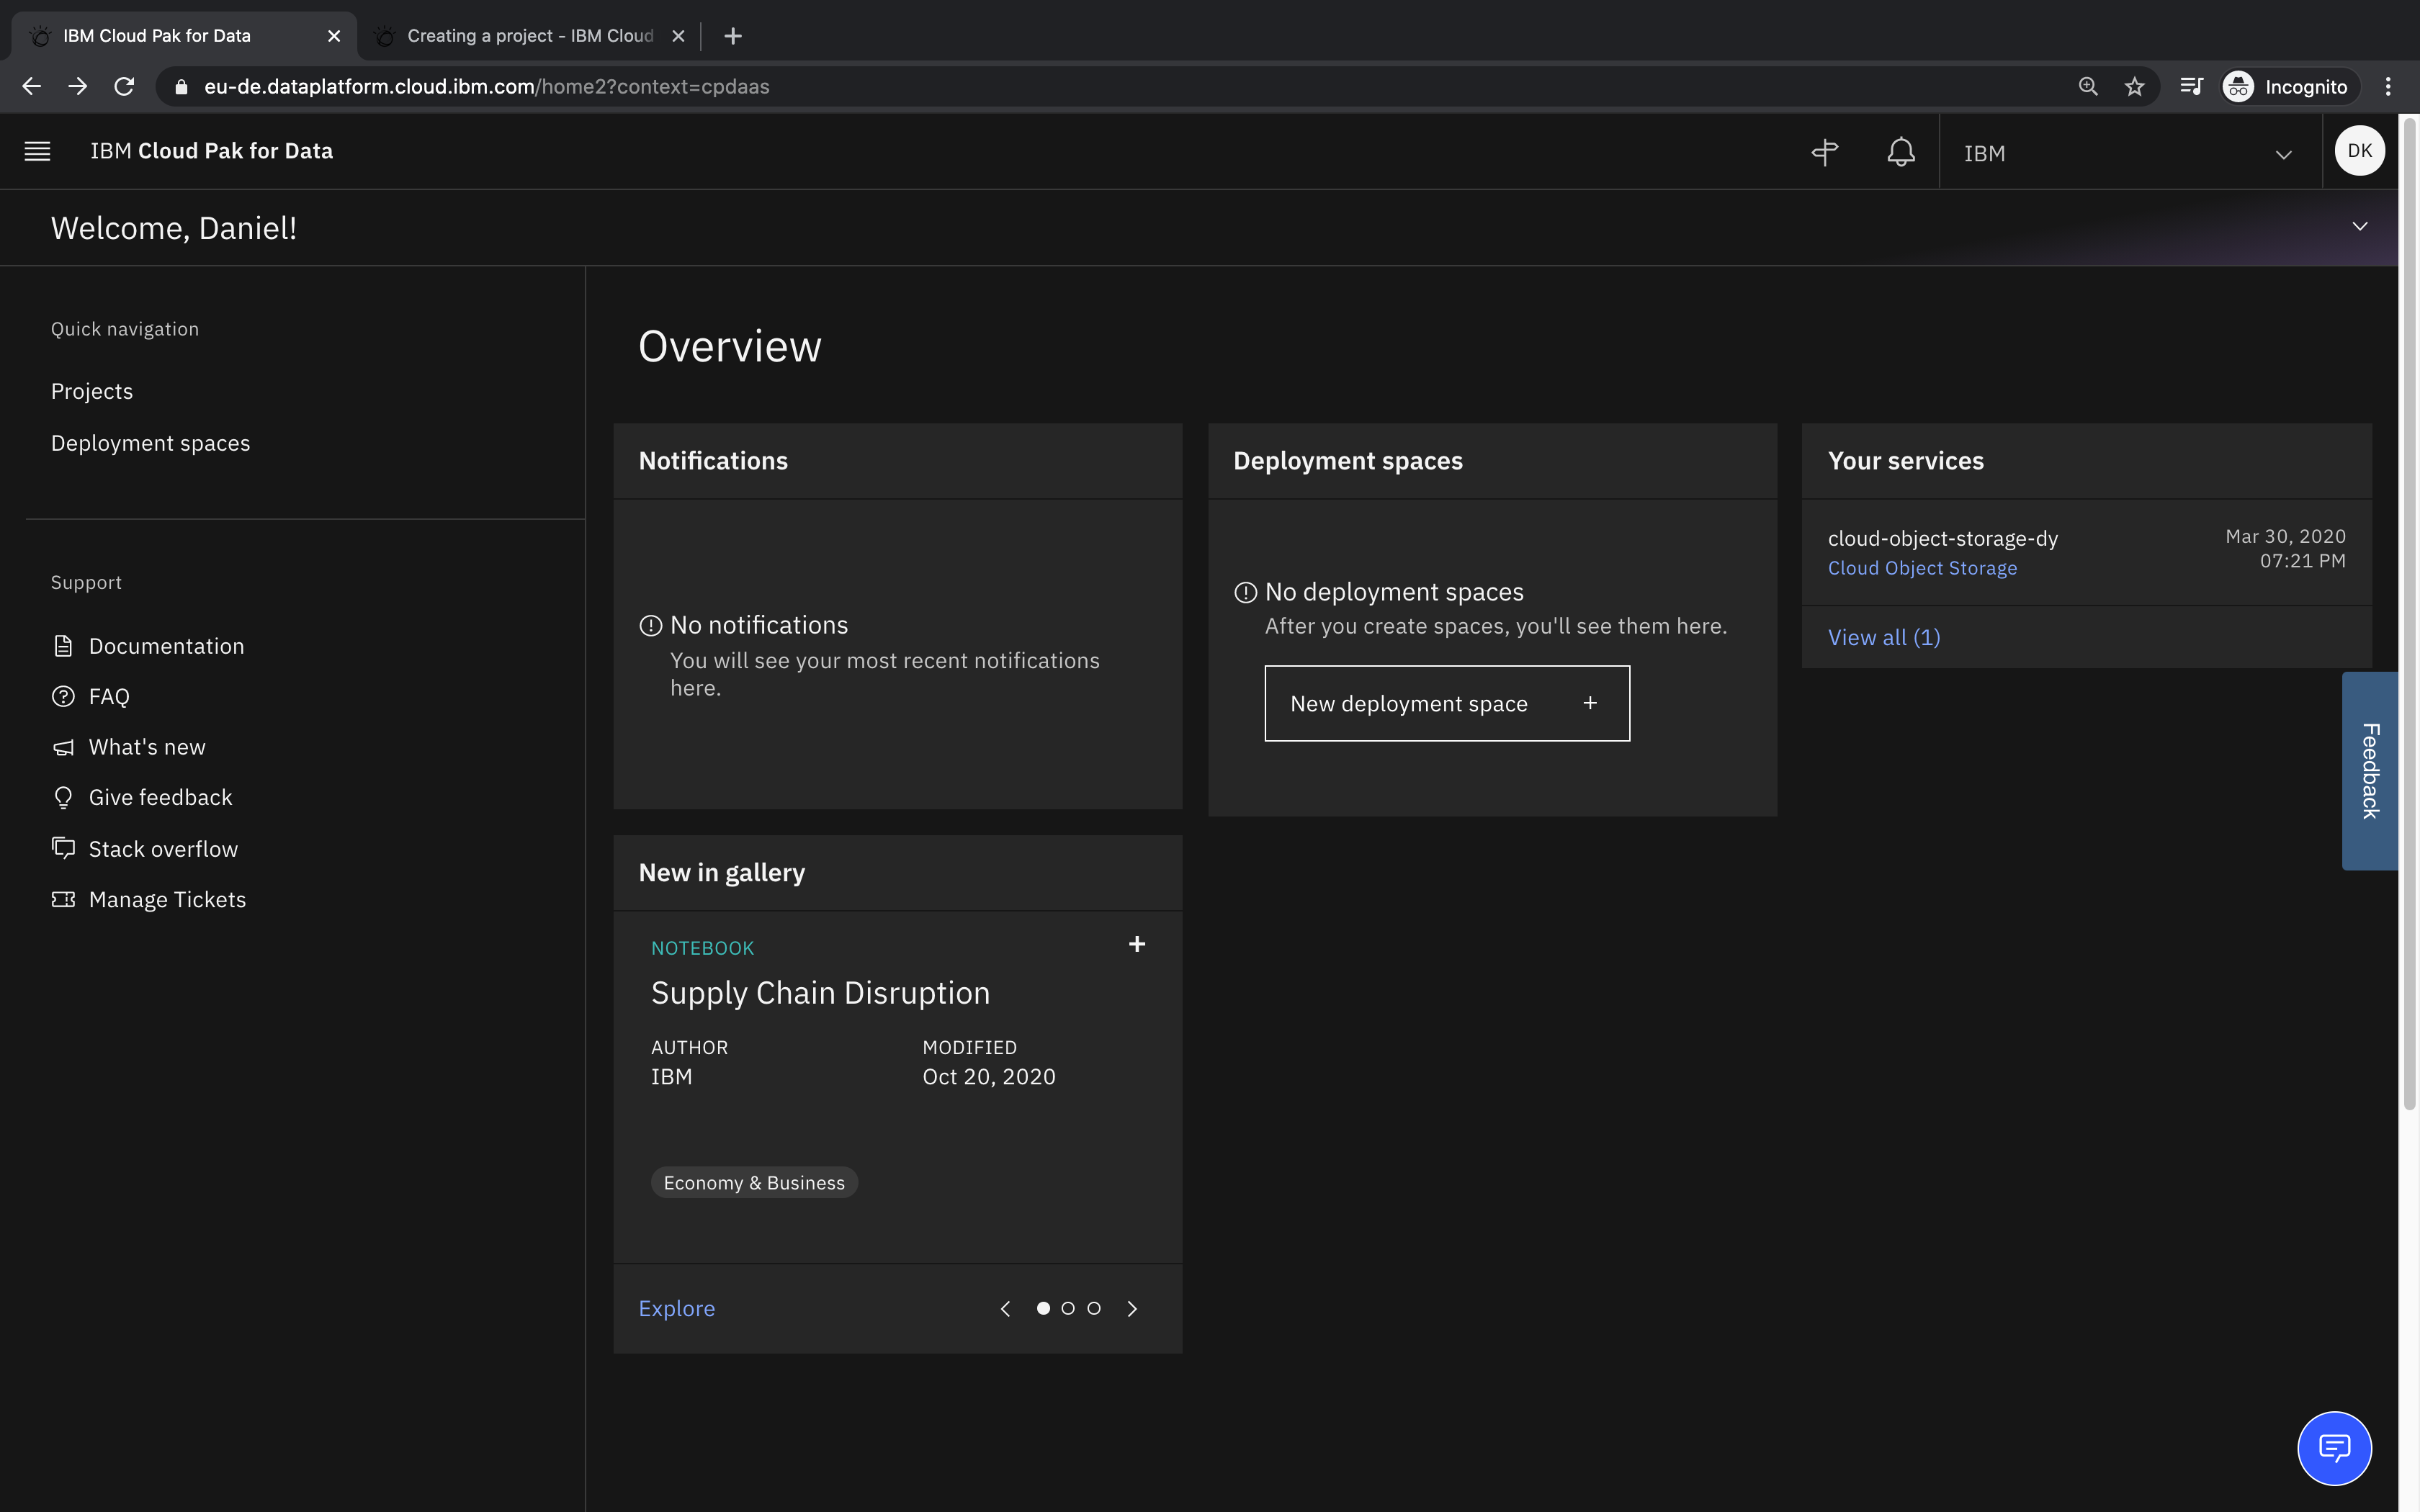 IBM Cloud Pak for Data
Creating a project - IBM Cloud
eu-de.dataplatform.cloud.ibm.com/home2?context=cpdaas
Incognito
IBM Cloud Pak for Data
IBM
DK
Welcome, Daniel!
Quick navigation
Projects
Deployment spaces
Support
Documentation
FAQ
What's new
Give feedback
Stack overflow
Manage Tickets
Overview
Notifications
No notifications
You will see your most recent notifications
here.
Deployment spaces
No deployment spaces
After you create spaces, you'll see them here.
New deployment space
Your services
cloud-object-storage-dy
Cloud Object Storage
Mar 30, 2020
07:21 PM
View all (1)
Feedback
New in gallery
NOTEBOOK
Supply Chain Disruption
AUTHOR
IBM
MODIFIED
Oct 20, 2020
Economy & Business
Explore